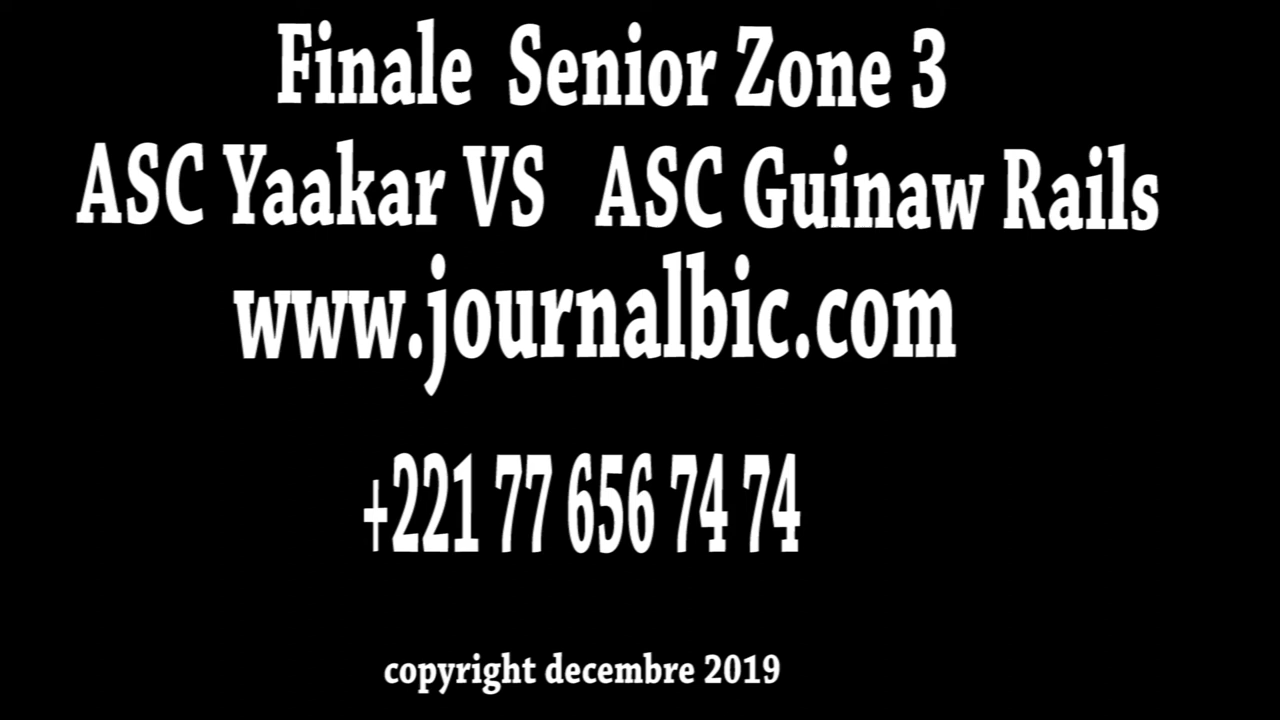 Finale Senior Zone 3
ASC Yaakar VS ASC Guinaw Rails
www.journalbic.com
+221 77 656 74 74
copyright decembre 2019